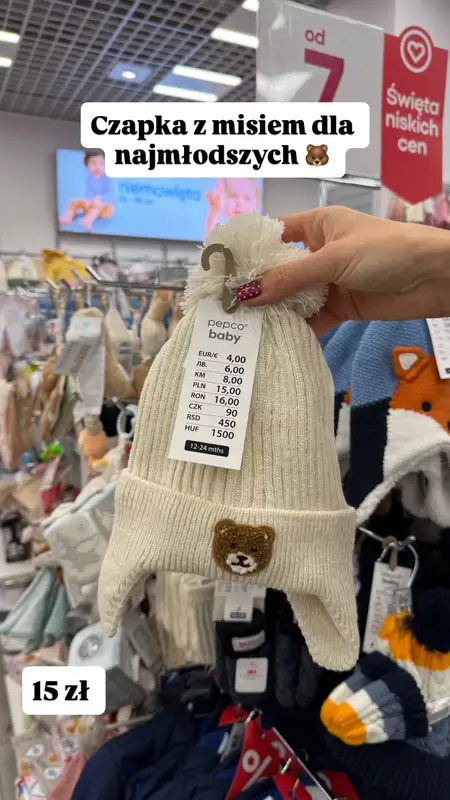 od
7
Święta
niskich
cen
Czapka z misiem dla
najmłodszych 🐻
niemowlęta
pepco®
baby
EUR/€ 4,00
ЛВ. 6,00
KM 8,00
PLN 15,00
RON 16,00
CZK 90
RSD 450
HUF 1500
12-24 mths
15 zł